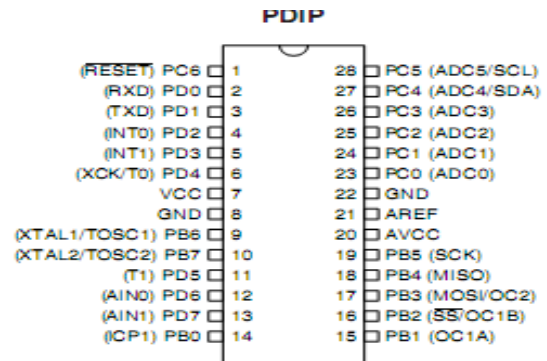 PDIP
(RESET) PC6 1 28 PC5 (ADC5/SCL)
(RXD) PD0 2 27 PC4 (ADC4/SDA)
(TXD) PD1 3 26 PC3 (ADC3)
(INT0) PD2 4 25 PC2 (ADC2)
(INT1) PD3 5 24 PC1 (ADC1)
(XCK/T0) PD4 6 23 PC0 (ADC0)
VCC 7 22 GND
GND 8 21 AREF
(XTAL1/TOSC1) PB6 9 20 AVCC
(XTAL2/TOSC2) PB7 10 19 PB5 (SCK)
(T1) PD5 11 18 PB4 (MISO)
(AIN0) PD6 12 17 PB3 (MOSI/OC2)
(AIN1) PD7 13 16 PB2 (SS/OC1B)
(ICP1) PB0 14 15 PB1 (OC1A)